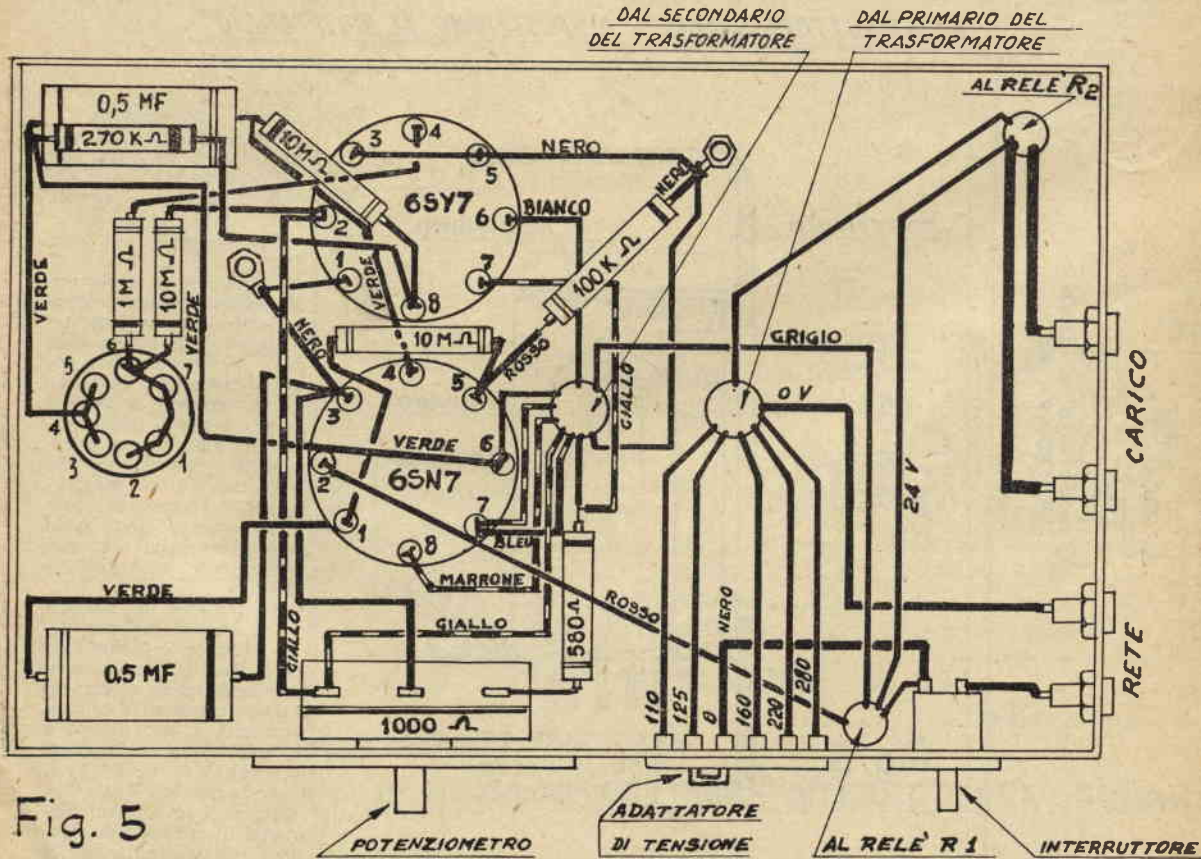 DAL SECONDARIO
DEL TRASFORMATORE
DAL PRIMARIO DEL
TRASFORMATORE
AL RELÈ R2
0,5 MF
270 K Ω
10 M Ω
3
4
5
NERO
NERO
6SY7
2
6
BIANCO
1
7
8
VERDE
100 K Ω
1 M Ω
10 M Ω
VERDE
VERDE
10 M Ω
ROSSO
NERO
GIALLO
GRIGIO
0 V
24 V
CARICO
6
5
7
4
3
1
2
4
3
5
6
VERDE
6SN7
2
1
7
8
BLEU
MARRONE
VERDE
GIALLO
GIALLO
ROSSO
NERO
580 Ω
0.5 MF
1000 Ω
110
125
0
160
220
280
RETE
Fig. 5
POTENZIOMETRO
ADATTATORE
DI TENSIONE
AL RELÈ R 1
INTERRUTTORE